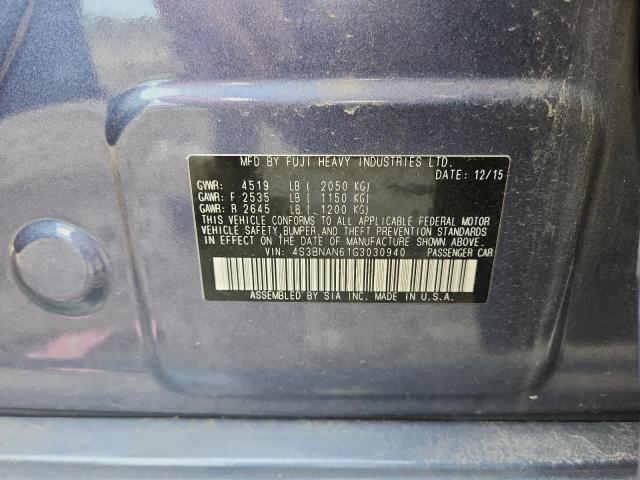 MFD BY FUJI HEAVY INDUSTRIES LTD.
DATE: 12/15
GVWR: 4519 LB ( 2050 KG)
GAWR: F 2535 LB ( 1150 KG)
GAWR: R 2645 LB ( 1200 KG)
THIS VEHICLE CONFORMS TO ALL APPLICABLE FEDERAL MOTOR
VEHICLE SAFETY,BUMPER,AND THEFT PREVENTION STANDARDS
IN EFFECT ON THE DATE OF MANUFACTURE SHOWN ABOVE.
VIN: 4S3BNAN61G3030940 PASSENGER CAR
ASSEMBLED BY SIA INC. MADE IN U.S.A.